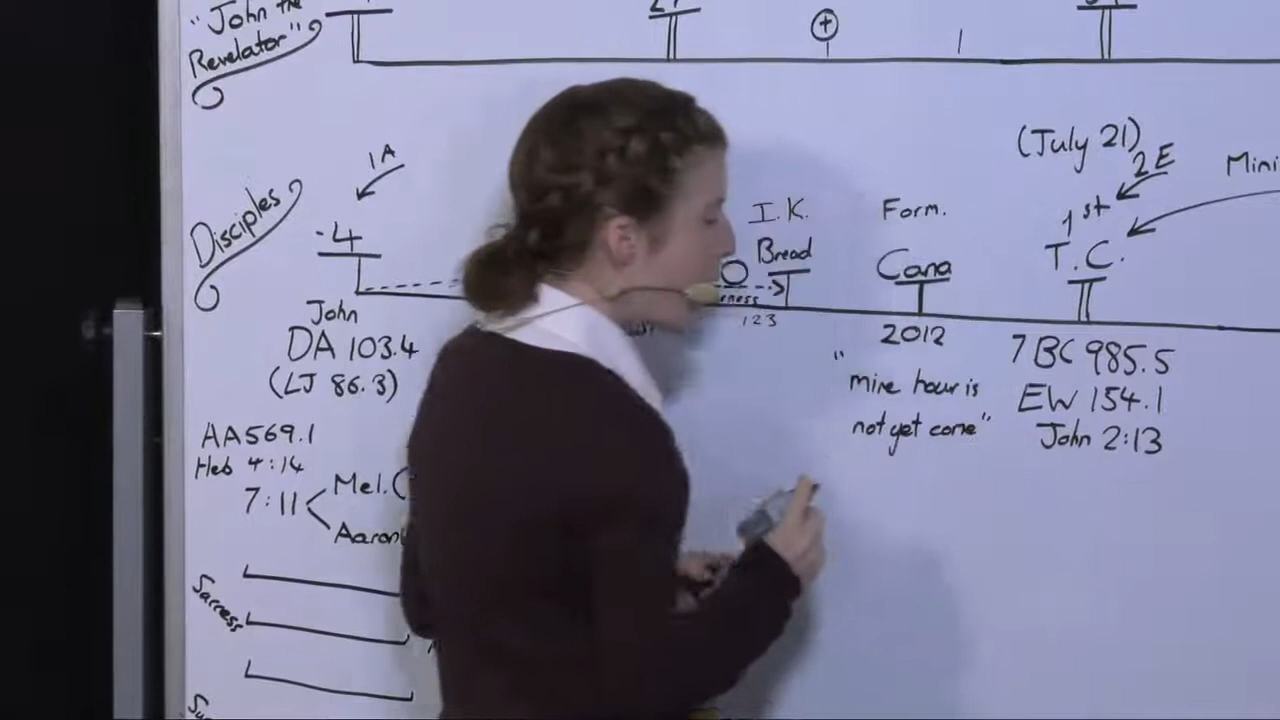 "John the
Revelator"
1A
Disciples
-4
John
DA 103.4
(LJ 86.3)
AA569.1
Heb 4:14
7:11
Mel.(
Aaron
I.K.
Bread
123
Form.
Cana
2012
"mine hour is
not yet come"
(July 21)
2E
1st
T.C.
7BC 985.5
EW 154.1
John 2:13
Mini